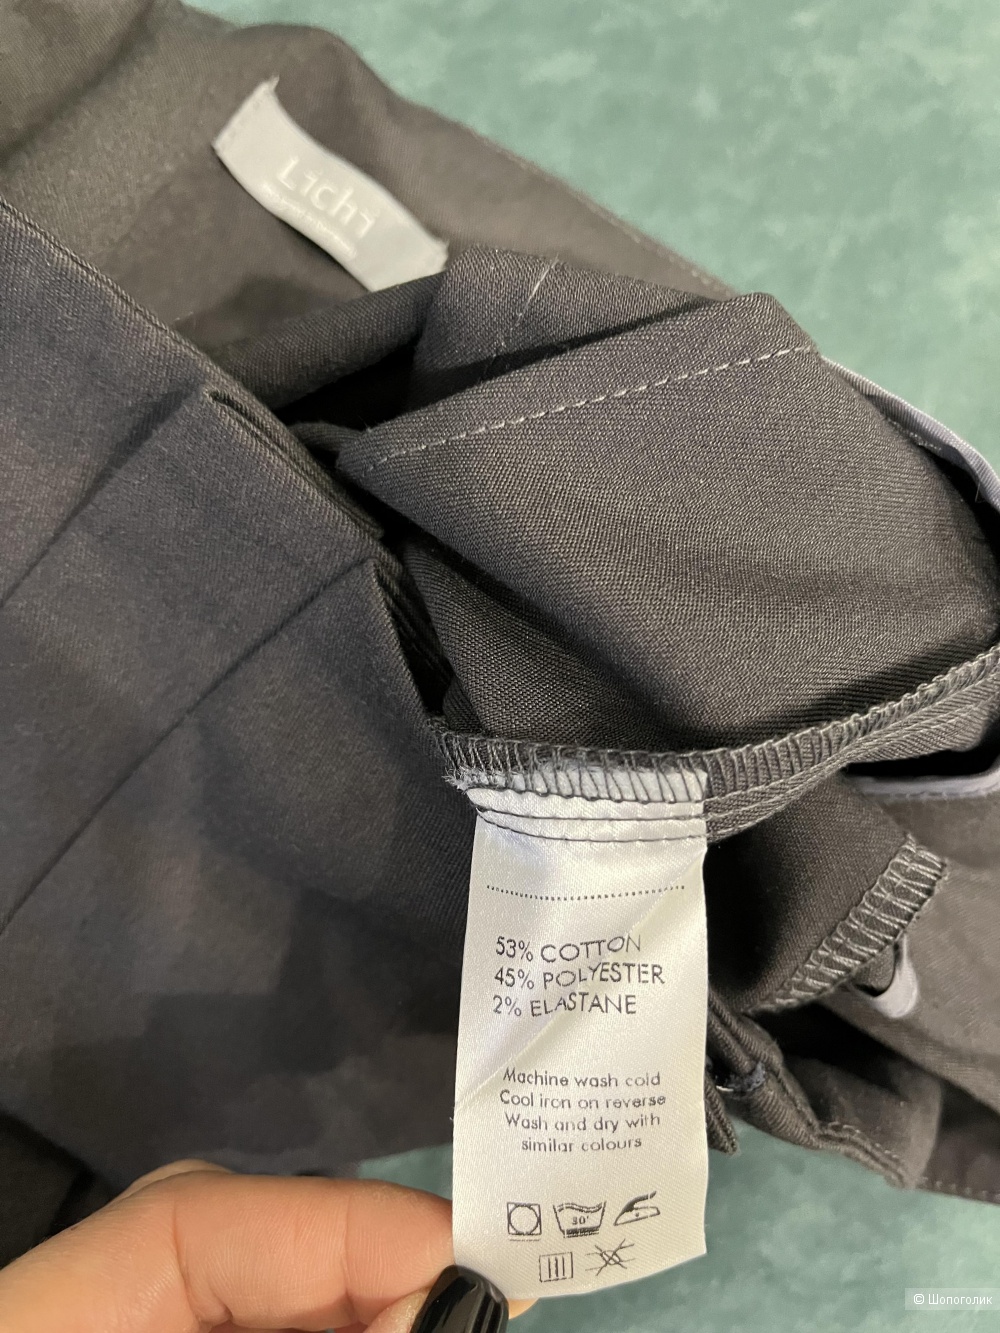 Lichi
53% COTTON
45% POLYESTER
2% ELASTANE
Machine wash cold
Cool iron on reverse
Wash and dry with
similar colours
30°
© Шопоголик